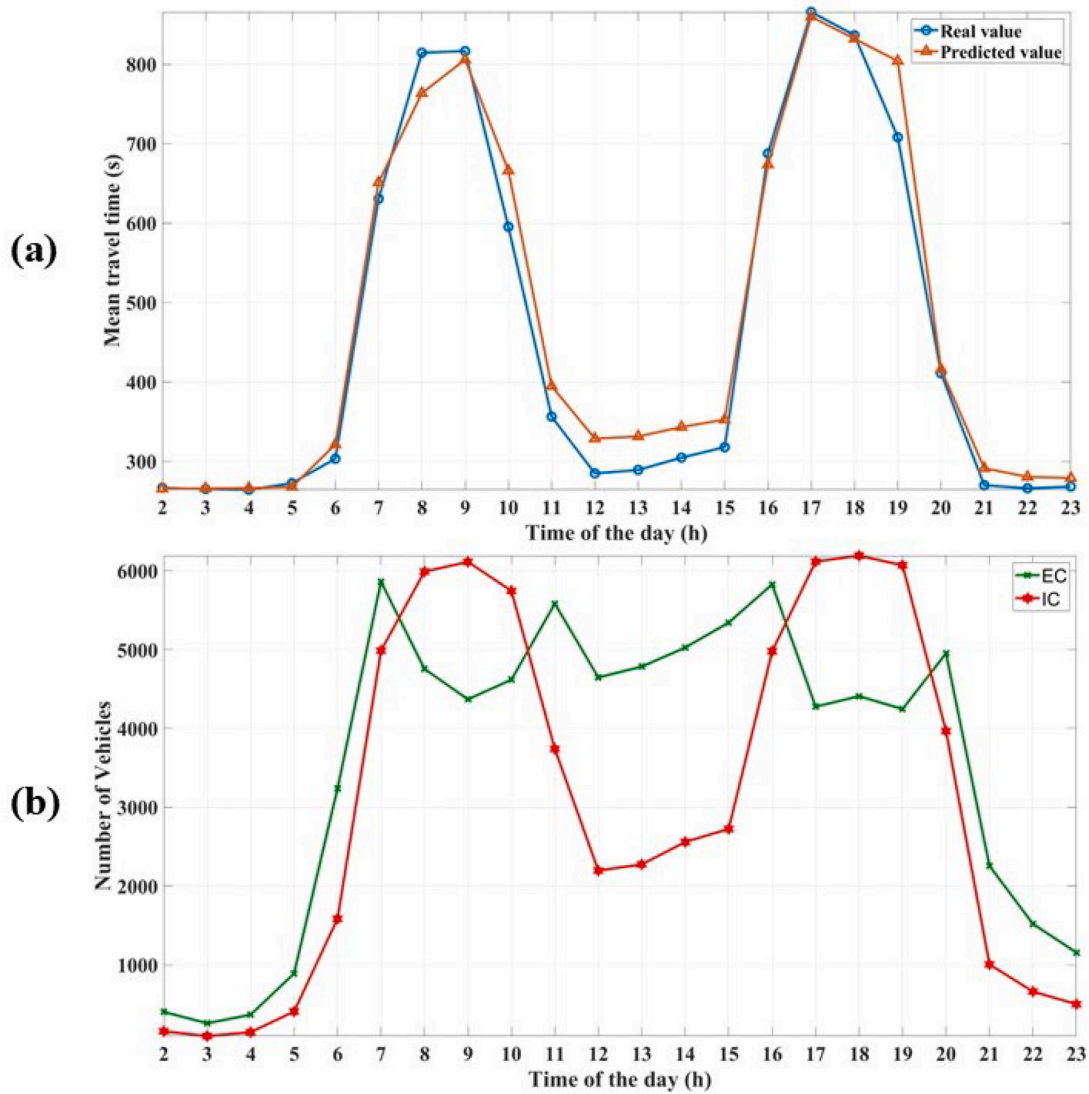 (a)
Mean travel time (s)
800
700
600
500
400
300
Real value
Predicted value
2 3 4 5 6 7 8 9 10 11 12 13 14 15 16 17 18 19 20 21 22 23
Time of the day (h)
(b)
Number of Vehicles
6000
5000
4000
3000
2000
1000
EC
IC
2 3 4 5 6 7 8 9 10 11 12 13 14 15 16 17 18 19 20 21 22 23
Time of the day (h)